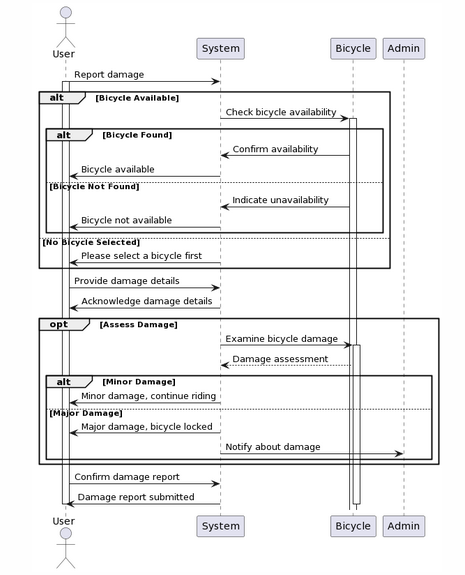 User
System
Bicycle
Admin
Report damage
alt [Bicycle Available]
Check bicycle availability
alt [Bicycle Found]
Confirm availability
Bicycle available
[Bicycle Not Found]
Indicate unavailability
Bicycle not available
[No Bicycle Selected]
Please select a bicycle first
Provide damage details
Acknowledge damage details
opt [Assess Damage]
Examine bicycle damage
Damage assessment
alt [Minor Damage]
Minor damage, continue riding
[Major Damage]
Major damage, bicycle locked
Notify about damage
Confirm damage report
Damage report submitted
User
System
Bicycle
Admin